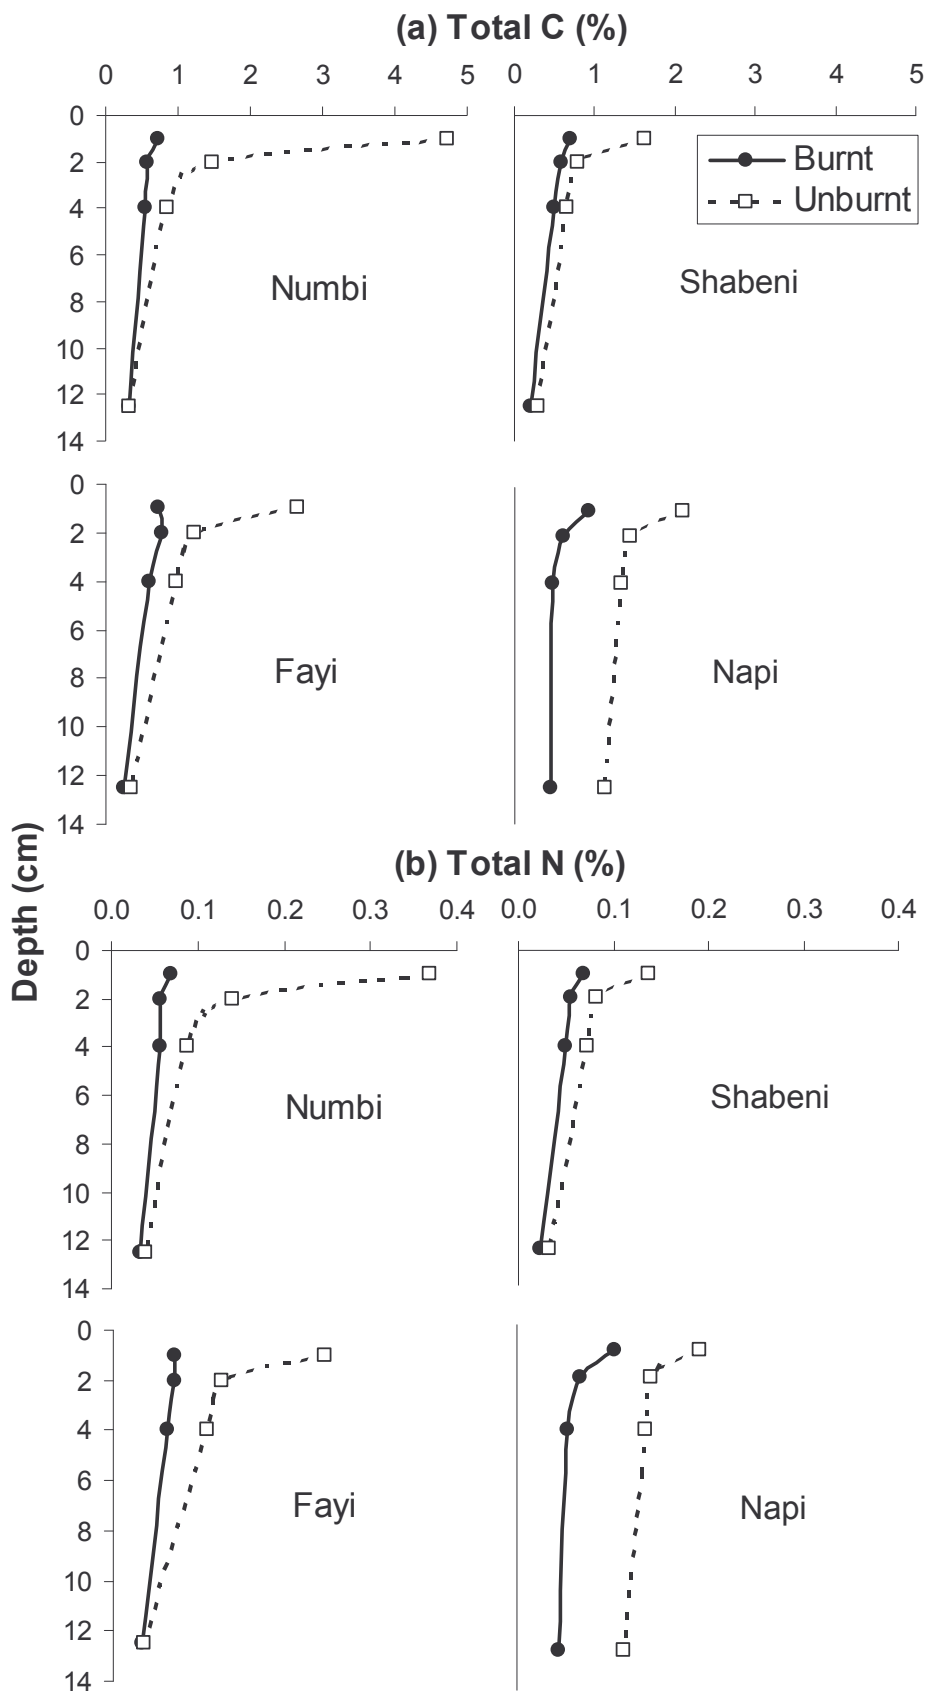 (a) Total C (%)
0 1 2 3 4 5
0 1 2 3 4 5
0
2
4
6
8
10
12
14
Burnt
Unburnt
Numbi
Shabeni
0
2
4
6
8
10
12
14
Fayi
Napi
Depth (cm)
(b) Total N (%)
0.0 0.1 0.2 0.3 0.4
0.0 0.1 0.2 0.3 0.4
0
2
4
6
8
10
12
14
Numbi
Shabeni
0
2
4
6
8
10
12
14
Fayi
Napi